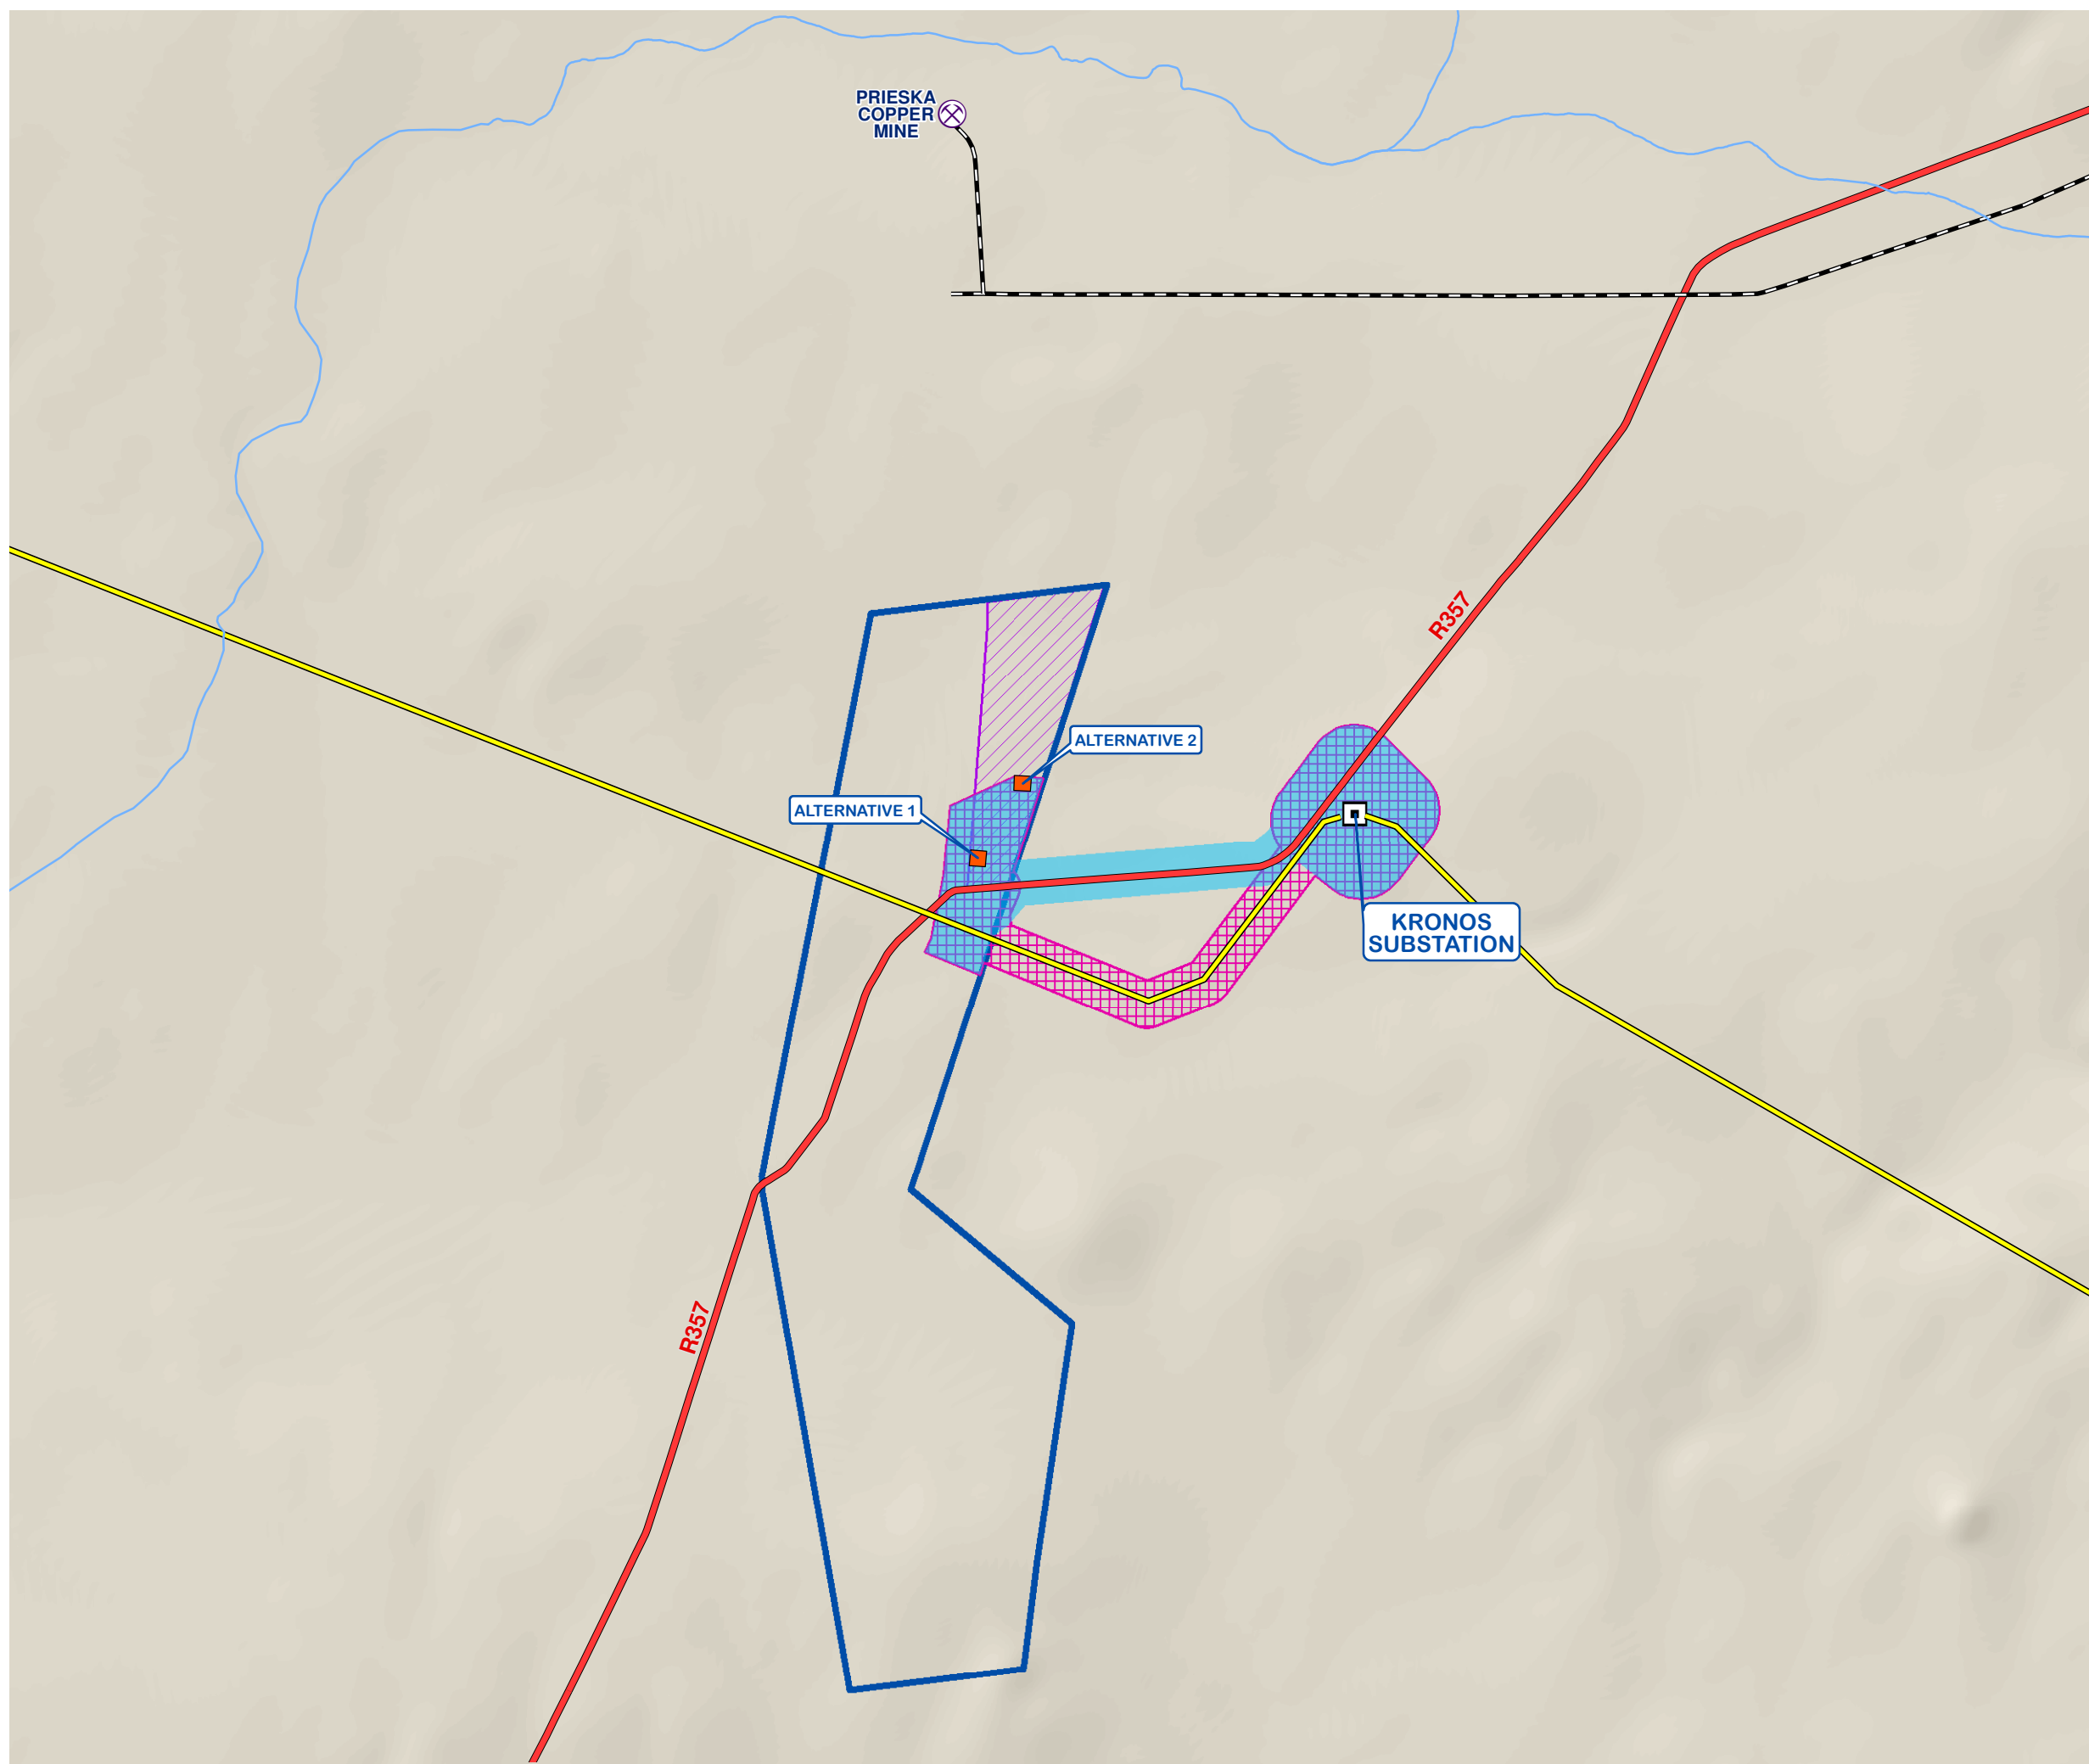 PRIESKA
COPPER
MINE
R357
ALTERNATIVE 2
ALTERNATIVE 1
KRONOS
SUBSTATION
R357